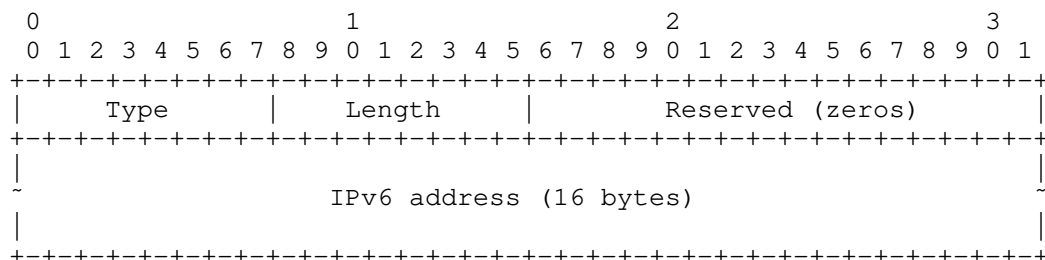 0                   1                   2                   3
 0 1 2 3 4 5 6 7 8 9 0 1 2 3 4 5 6 7 8 9 0 1 2 3 4 5 6 7 8 9 0 1
+-+-+-+-+-+-+-+-+-+-+-+-+-+-+-+-+-+-+-+-+-+-+-+-+-+-+-+-+-+-+-+-+
|     Type      |    Length     |        Reserved (zeros)       |
+-+-+-+-+-+-+-+-+-+-+-+-+-+-+-+-+-+-+-+-+-+-+-+-+-+-+-+-+-+-+-+-+
|                                                               |
~                   IPv6 address (16 bytes)                     ~
|                                                               |
+-+-+-+-+-+-+-+-+-+-+-+-+-+-+-+-+-+-+-+-+-+-+-+-+-+-+-+-+-+-+-+-+